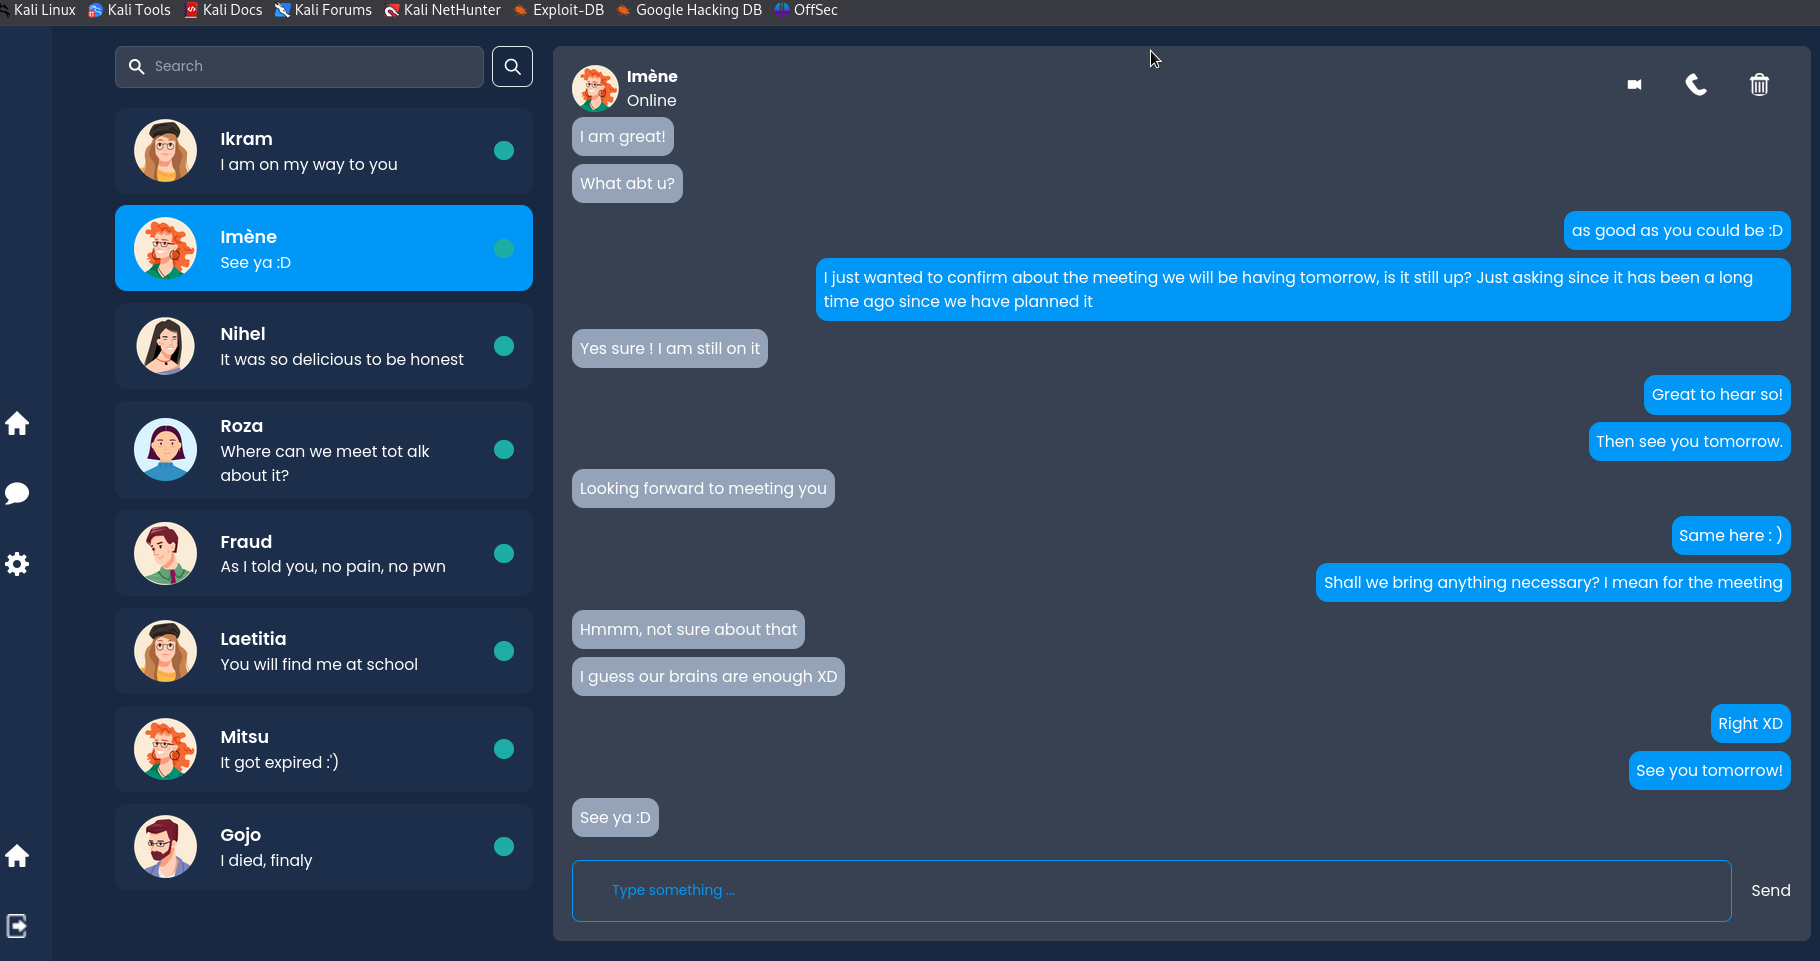 Kali Linux Kali Tools Kali Docs Kali Forums Kali NetHunter Exploit-DB Google Hacking DB OffSec
Search
Ikram
I am on my way to you
Imène
See ya :D
Nihel
It was so delicious to be honest
Roza
Where can we meet tot alk
about it?
Fraud
As I told you, no pain, no pwn
Laetitia
You will find me at school
Mitsu
It got expired :')
Gojo
I died, finaly
Imène
Online
I am great!
What abt u?
as good as you could be :D
I just wanted to confirm about the meeting we will be having tomorrow, is it still up? Just asking since it has been a long
time ago since we have planned it
Yes sure ! I am still on it
Great to hear so!
Then see you tomorrow.
Looking forward to meeting you
Same here : )
Shall we bring anything necessary? I mean for the meeting
Hmmm, not sure about that
I guess our brains are enough XD
Right XD
See you tomorrow!
See ya :D
Type something ...
Send